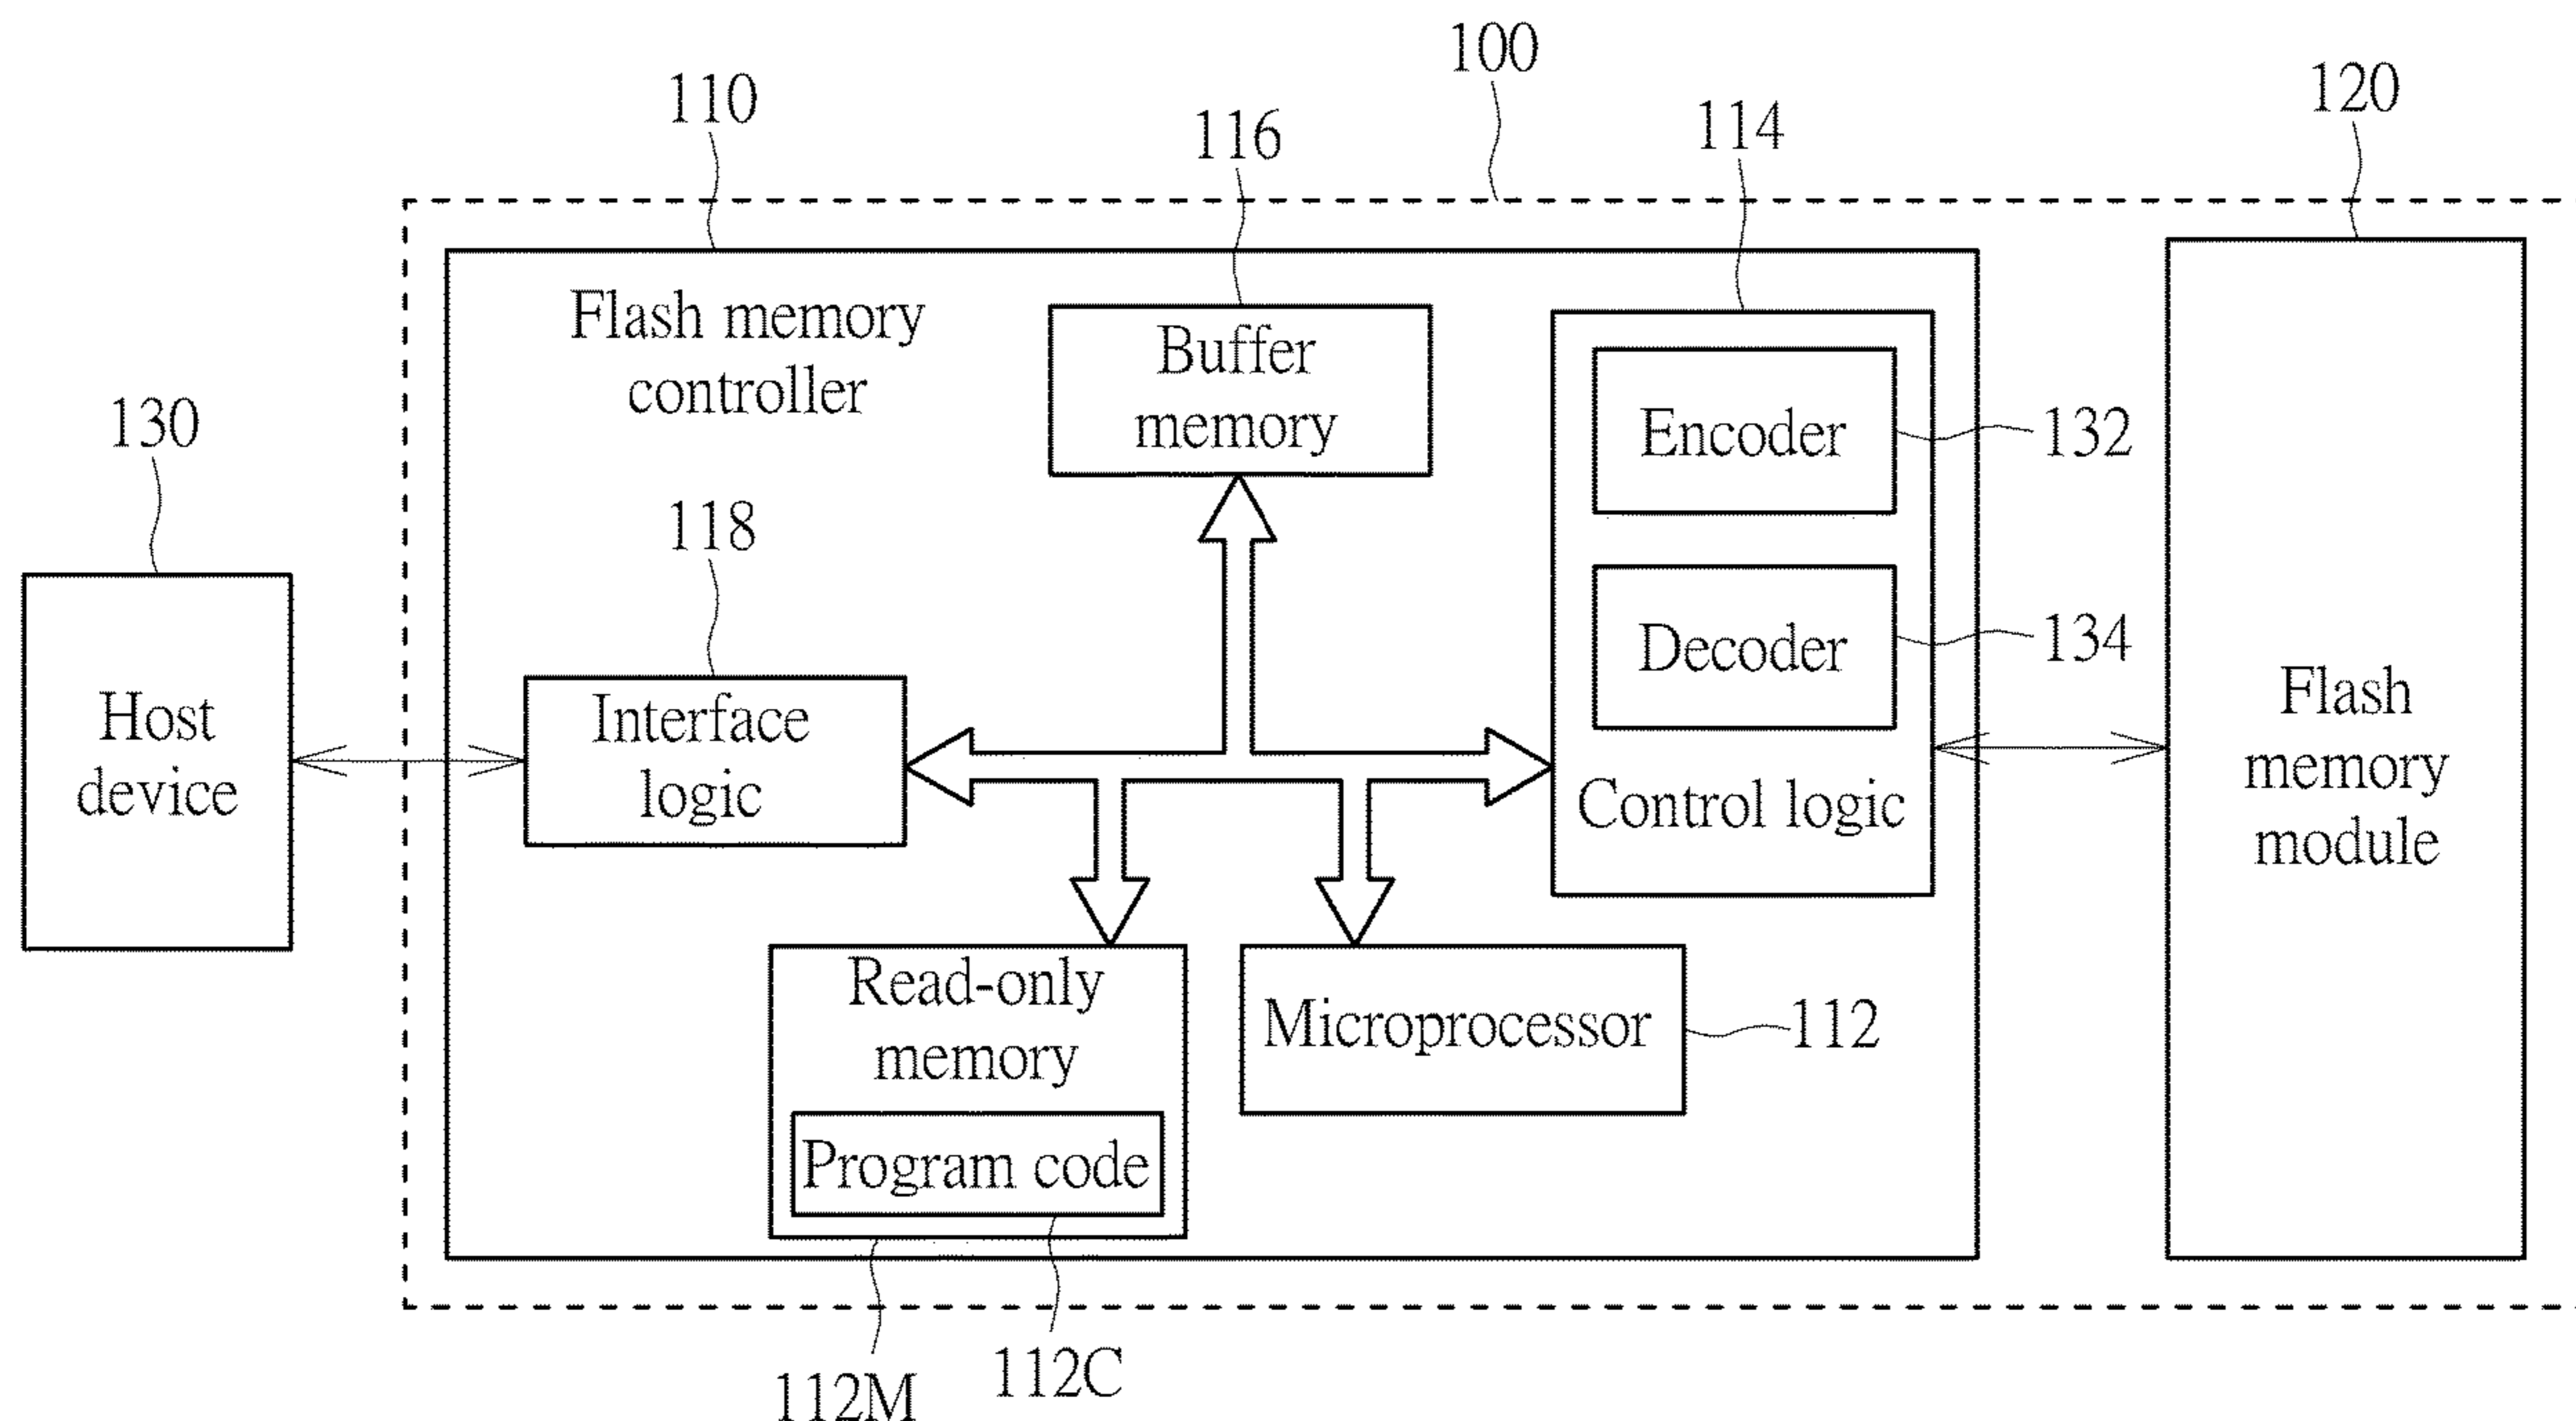 100
110
120
116
114
Flash memory
controller
Buffer
memory
Encoder
132
130
118
Decoder
134
Host
device
Interface
logic
Control logic
Flash
memory
module
Read-only
memory
Microprocessor
112
Program code
112M
112C